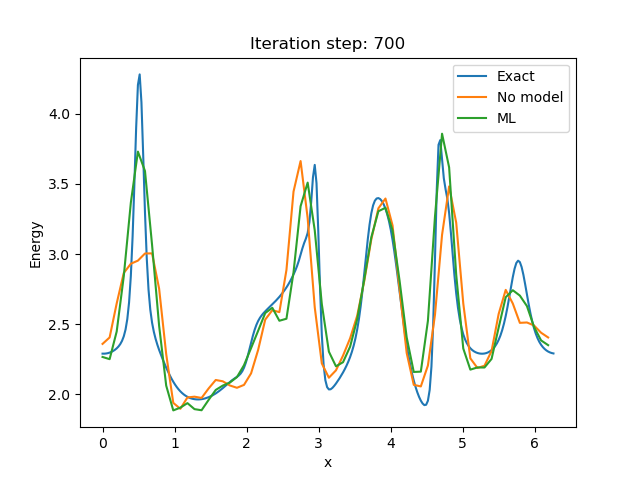 Iteration step: 700
Exact
No model
ML
Energy
4.0
3.5
3.0
2.5
2.0
0 1 2 3 4 5 6
x